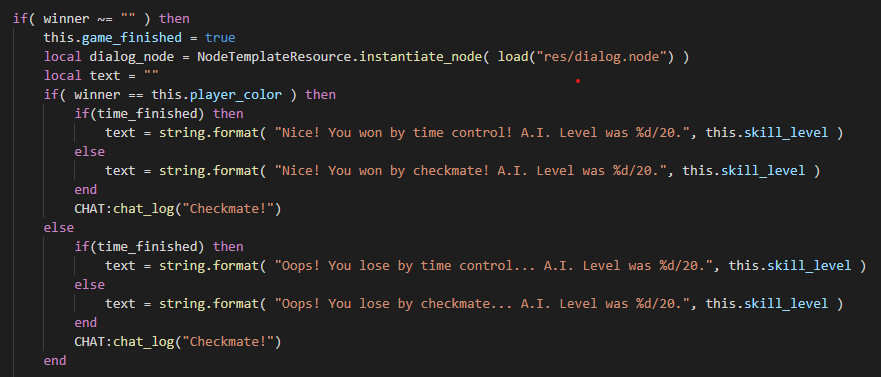 if( winner ~= "" ) then
    this.game_finished = true
    local dialog_node = NodeTemplateResource.instantiate_node( load("res/dialog.node") )
    local text = ""
    if( winner == this.player_color ) then
        if(time_finished) then
            text = string.format( "Nice! You won by time control! A.I. Level was %d/20.", this.skill_level )
        else
            text = string.format( "Nice! You won by checkmate! A.I. Level was %d/20.", this.skill_level )
        end
        CHAT:chat_log("Checkmate!")
    else
        if(time_finished) then
            text = string.format( "Oops! You lose by time control... A.I. Level was %d/20.", this.skill_level )
        else
            text = string.format( "Oops! You lose by checkmate... A.I. Level was %d/20.", this.skill_level )
        end
        CHAT:chat_log("Checkmate!")
    end